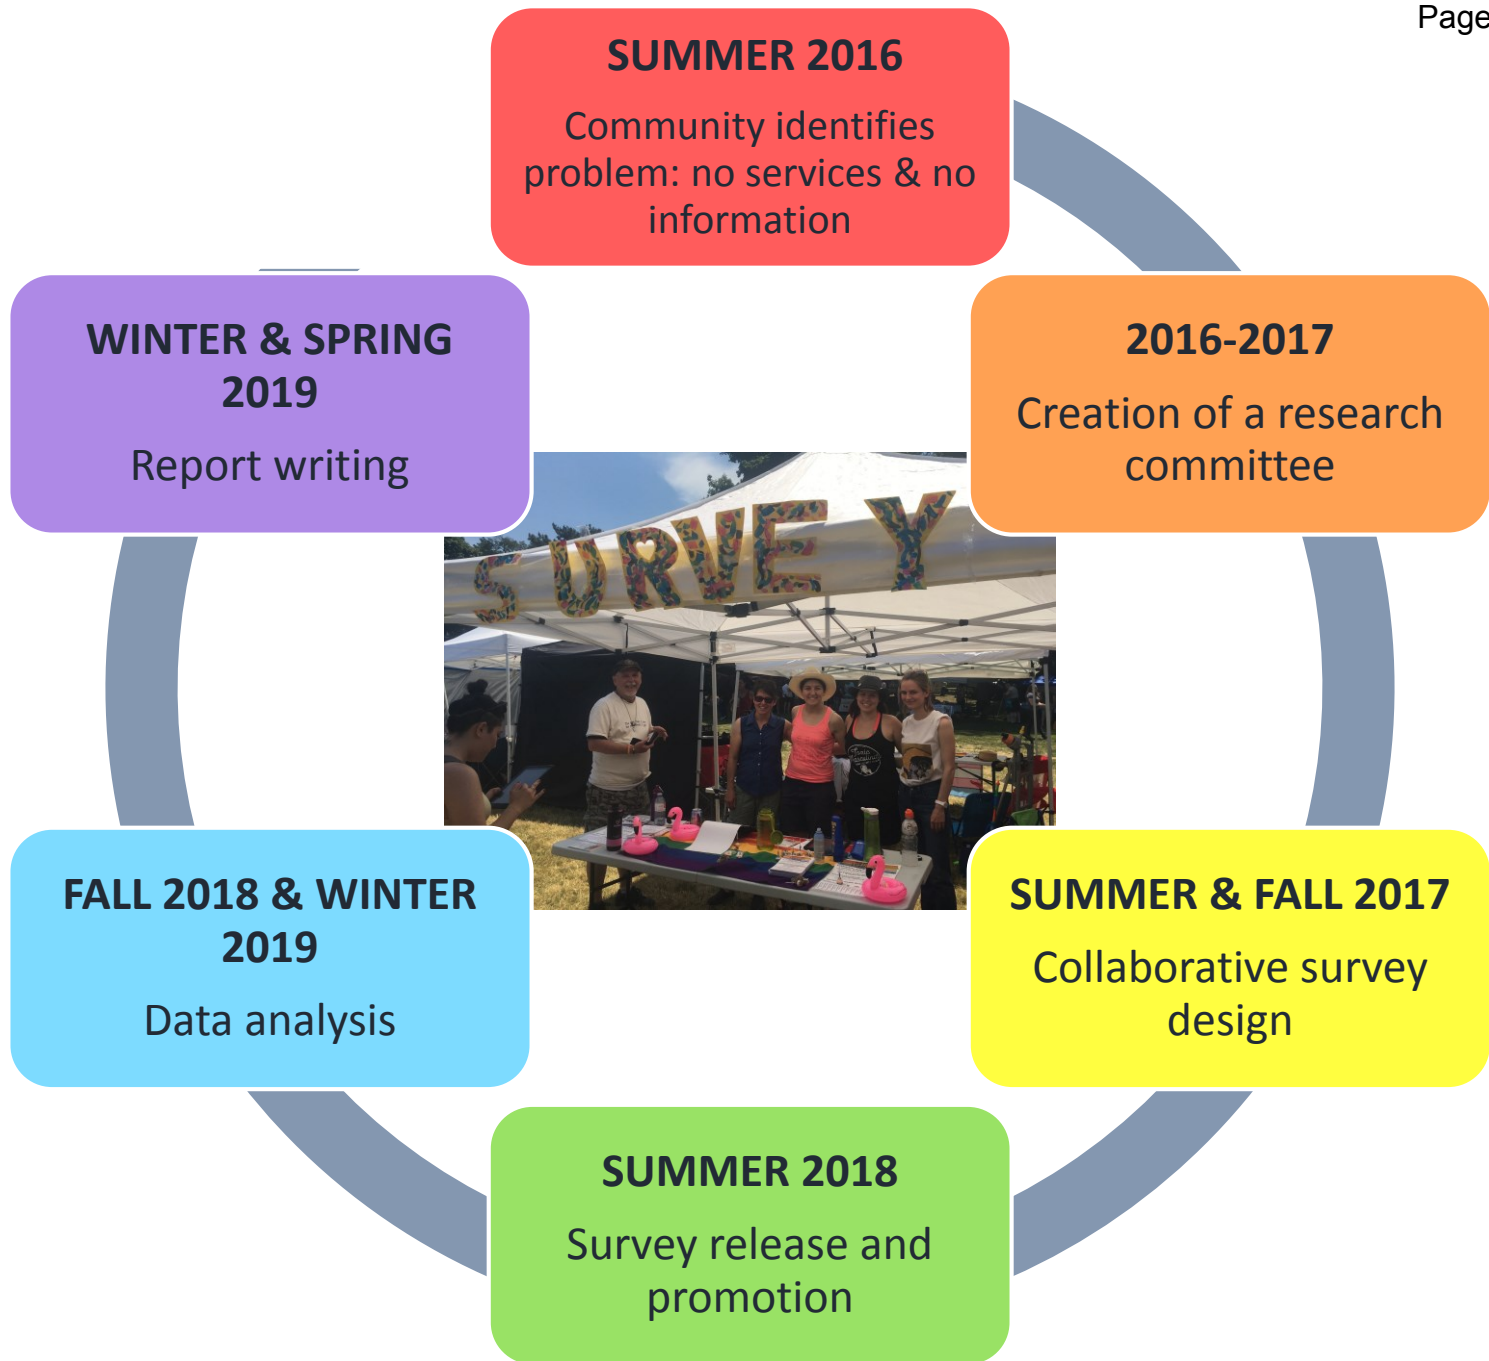 Page
SUMMER 2016
Community identifies
problem: no services & no
information
2016-2017
Creation of a research
committee
SUMMER & FALL 2017
Collaborative survey
design
SUMMER 2018
Survey release and
promotion
FALL 2018 & WINTER
2019
Data analysis
WINTER & SPRING
2019
Report writing
SURVEY